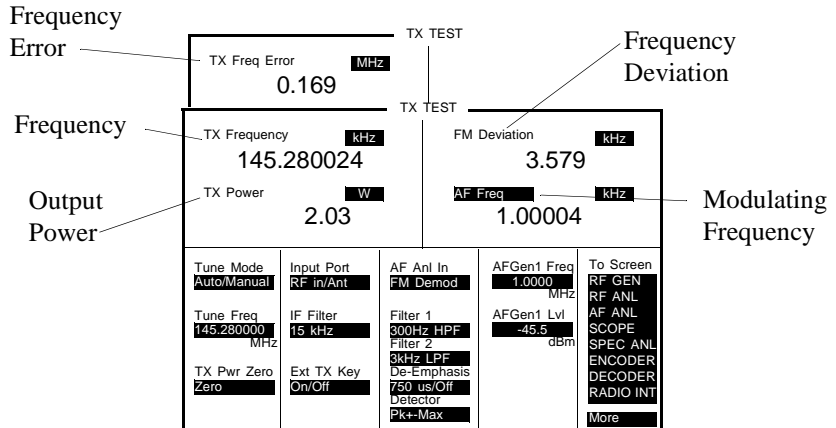 Frequency
Error
TX TEST
TX Freq Error
MHz
0.169
Frequency
Deviation
TX TEST
Frequency
TX Frequency
kHz
145.280024
FM Deviation
kHz
3.579
Output
Power
TX Power
W
2.03
AF Freq
kHz
1.00004
Modulating
Frequency
Tune Mode
Auto/Manual
Tune Freq
145.280000
MHz
TX Pwr Zero
Zero
Input Port
RF in/Ant
IF Filter
15 kHz
Ext TX Key
On/Off
AF Anl In
FM Demod
Filter 1
300Hz HPF
Filter 2
3kHz LPF
De-Emphasis
750 us/Off
Detector
Pk+-Max
AFGen1 Freq
1.0000
MHz
AFGen1 Lvl
-45.5
dBm
To Screen
RF GEN
RF ANL
AF ANL
SCOPE
SPEC ANL
ENCODER
DECODER
RADIO INT
More